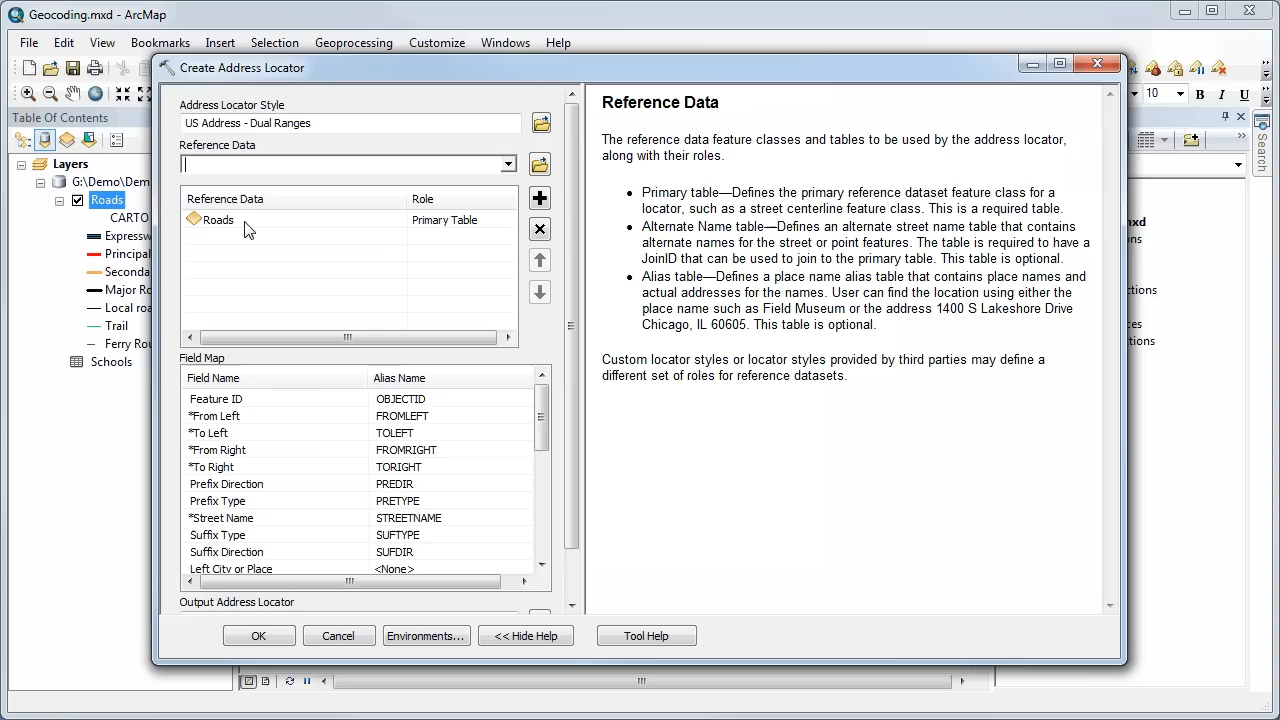 Geocoding.mxd - ArcMap
File Edit View Bookmarks Insert Selection Geoprocessing Customize Windows Help
Create Address Locator
10 B I U
Table Of Contents
Layers
G:\Demo\Dem
Roads
CARTO
Expressw
Principal
Seconda
Major Ro
Local roa
Trail
Ferry Rou
Schools
Address Locator Style
US Address - Dual Ranges
Reference Data
Reference Data Role
Roads Primary Table
Field Map
Field Name Alias Name
Feature ID OBJECTID
*From Left FROMLEFT
*To Left TOLEFT
*From Right FROMRIGHT
*To Right TORIGHT
Prefix Direction PREDIR
Prefix Type PRETYPE
*Street Name STREETNAME
Suffix Type SUFTYPE
Suffix Direction SUFDIR
Left City or Place <None>
Output Address Locator
OK Cancel Environments... << Hide Help Tool Help
Reference Data
The reference data feature classes and tables to be used by the address locator,
along with their roles.
• Primary table—Defines the primary reference dataset feature class for a
locator, such as a street centerline feature class. This is a required table.
• Alternate Name table—Defines an alternate street name table that contains
alternate names for the street or point features. The table is required to have a
JoinID that can be used to join to the primary table. This table is optional.
• Alias table—Defines a place name alias table that contains place names and
actual addresses for the names. User can find the location using either the
place name such as Field Museum or the address 1400 S Lakeshore Drive
Chicago, IL 60605. This table is optional.
Custom locator styles or locator styles provided by third parties may define a
different set of roles for reference datasets.
Search
.mxd
ons
ections
ces
ections